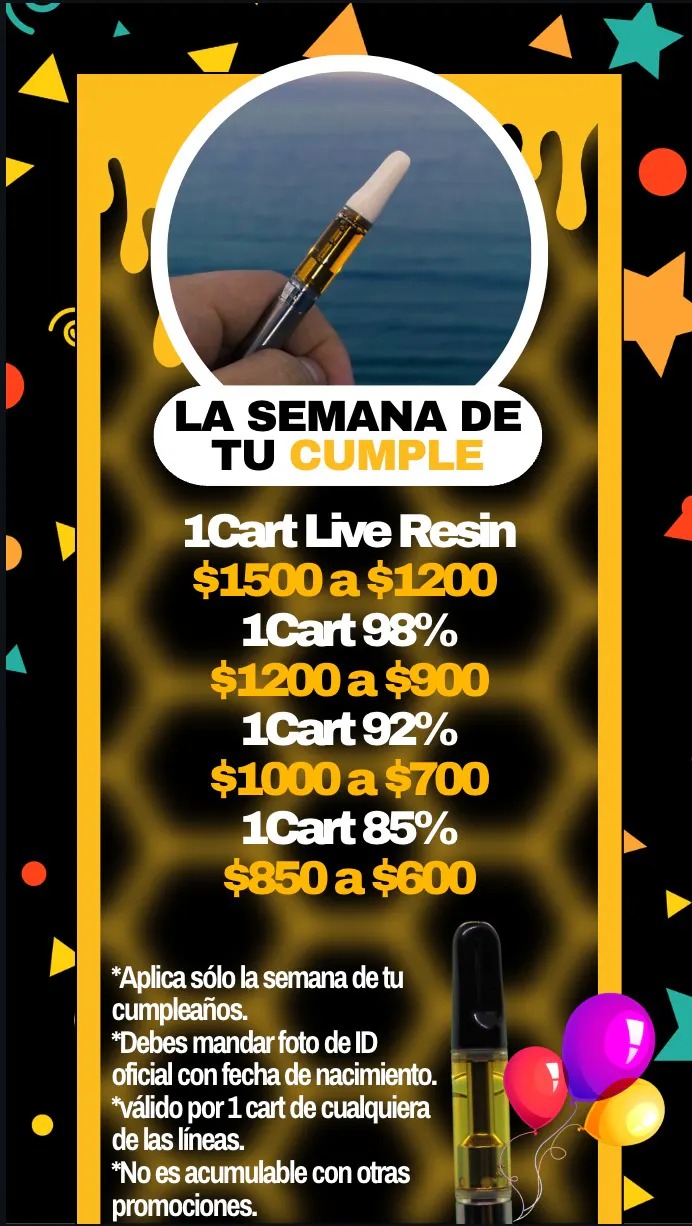 LA SEMANA DE
TU CUMPLE
1Cart Live Resin
$1500 a $1200
1Cart 98%
$1200 a $900
1Cart 92%
$1000 a $700
1Cart 85%
$850 a $600
*Aplica sólo la semana de tu
cumpleaños.
*Debes mandar foto de ID
oficial con fecha de nacimiento.
*válido por 1 cart de cualquiera
de las líneas.
*No es acumulable con otras
promociones.